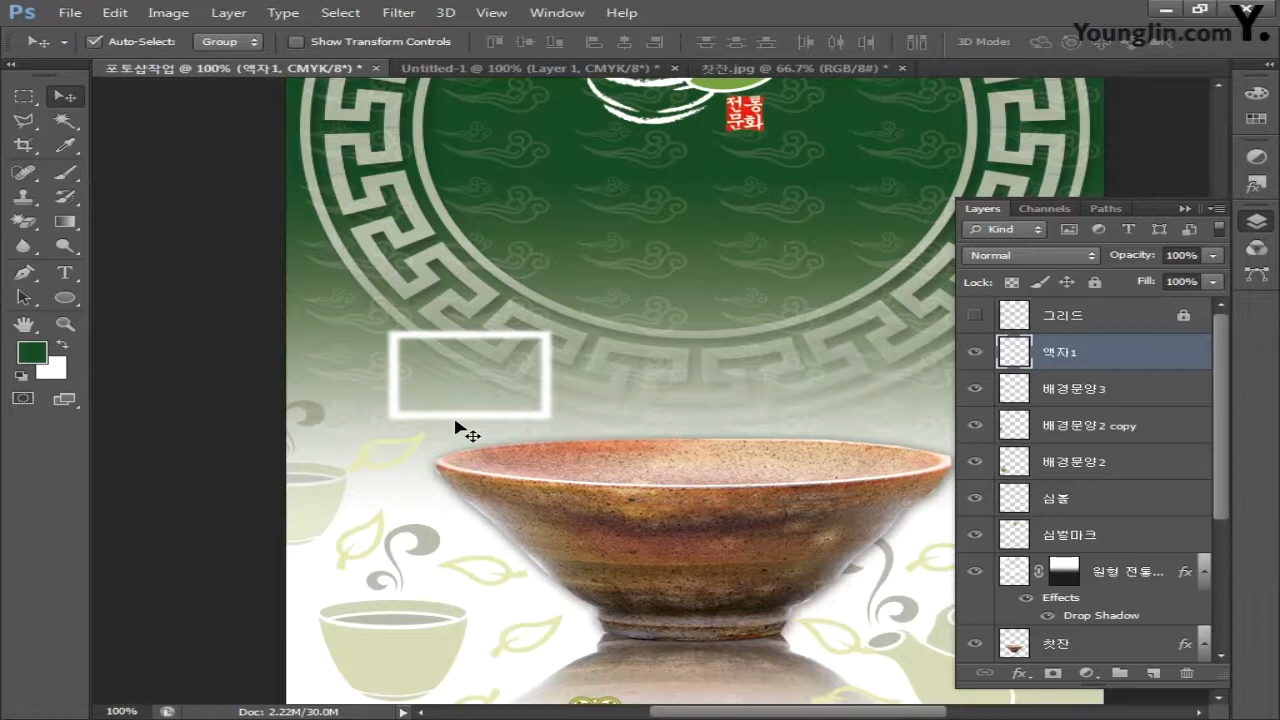 Ps File Edit Image Layer Type Select Filter 3D View Window Help
YoungJin.com Y.
Auto-Select: Group Show Transform Controls 3D Mode:
포토샵작업 @ 100% (액자1, CMYK/8*) * × Untitled-1 @ 100% (Layer 1, CMYK/8*) * × 찻잔.jpg @ 66.7% (RGB/8#) * ×
전통
문화
Layers Channels Paths
Kind
Normal Opacity: 100%
Lock: Fill: 100%
그리드
액자1
배경문양3
배경문양2 copy
배경문양2
심볼
심벌마크
원형 전통... fx
Effects
Drop Shadow
찻잔 fx
100% Doc: 2.22M/30.0M